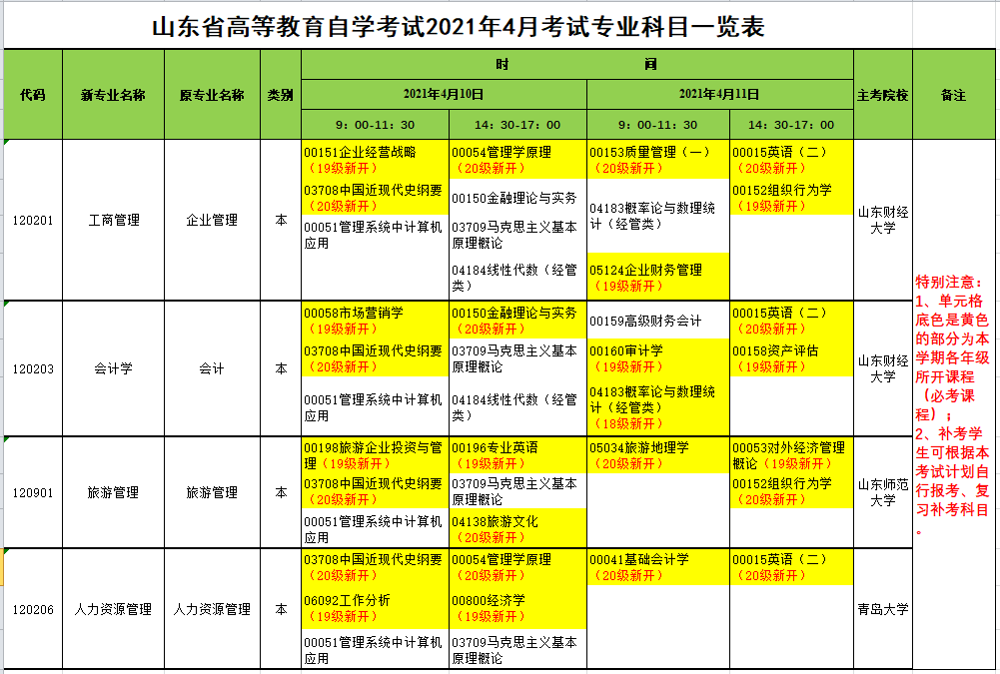 山东省高等教育自学考试2021年4月考试专业科目一览表
代码
新专业名称
原专业名称
类别
时 间
主考院校
备注
2021年4月10日
2021年4月11日
9：00-11：30
14：30-17：00
9：00-11：30
14：30-17：00
120201
工商管理
企业管理
本
00151企业经营战略
（19级新开）
00054管理学原理
（20级新开）
00153质量管理（一）
（20级新开）
00015英语（二）
（20级新开）
03708中国近现代史纲要
（20级新开）
00150金融理论与实务
04183概率论与数理统
计（经管类）
00152组织行为学
（19级新开）
00051管理系统中计算机
应用
03709马克思主义基本
原理概论
04184线性代数（经管
类）
05124企业财务管理
（19级新开）
山东财经
大学
120203
会计学
会计
本
00058市场营销学
（19级新开）
00150金融理论与实务
（20级新开）
00159高级财务会计
00015英语（二）
（20级新开）
03708中国近现代史纲要
（20级新开）
03709马克思主义基本
原理概论
00160审计学
（19级新开）
00158资产评估
（19级新开）
00051管理系统中计算机
应用
04184线性代数（经管
类）
04183概率论与数理统
计（经管类）
（18级新开）
山东财经
大学
120901
旅游管理
旅游管理
本
00198旅游企业投资与管
理（19级新开）
00196专业英语
（19级新开）
05034旅游地理学
（20级新开）
00053对外经济管理
概论（19级新开）
03708中国近现代史纲要
（20级新开）
03709马克思主义基本
原理概论
00152组织行为学
（20级新开）
00051管理系统中计算机
应用
04138旅游文化
（20级新开）
山东师范
大学
120206
人力资源管理
人力资源管理
本
03708中国近现代史纲要
（20级新开）
00054管理学原理
（20级新开）
00041基础会计学
（20级新开）
00015英语（二）
（20级新开）
06092工作分析
（19级新开）
00800经济学
（19级新开）
00051管理系统中计算机
应用
03709马克思主义基本
原理概论
青岛大学
特别注意：
1、单元格
底色是黄色
的部分为本
学期各年级
所开课程
（必考课
程）；
2、补考学
生可根据本
考试计划自
行报考、复
习补考科目
。